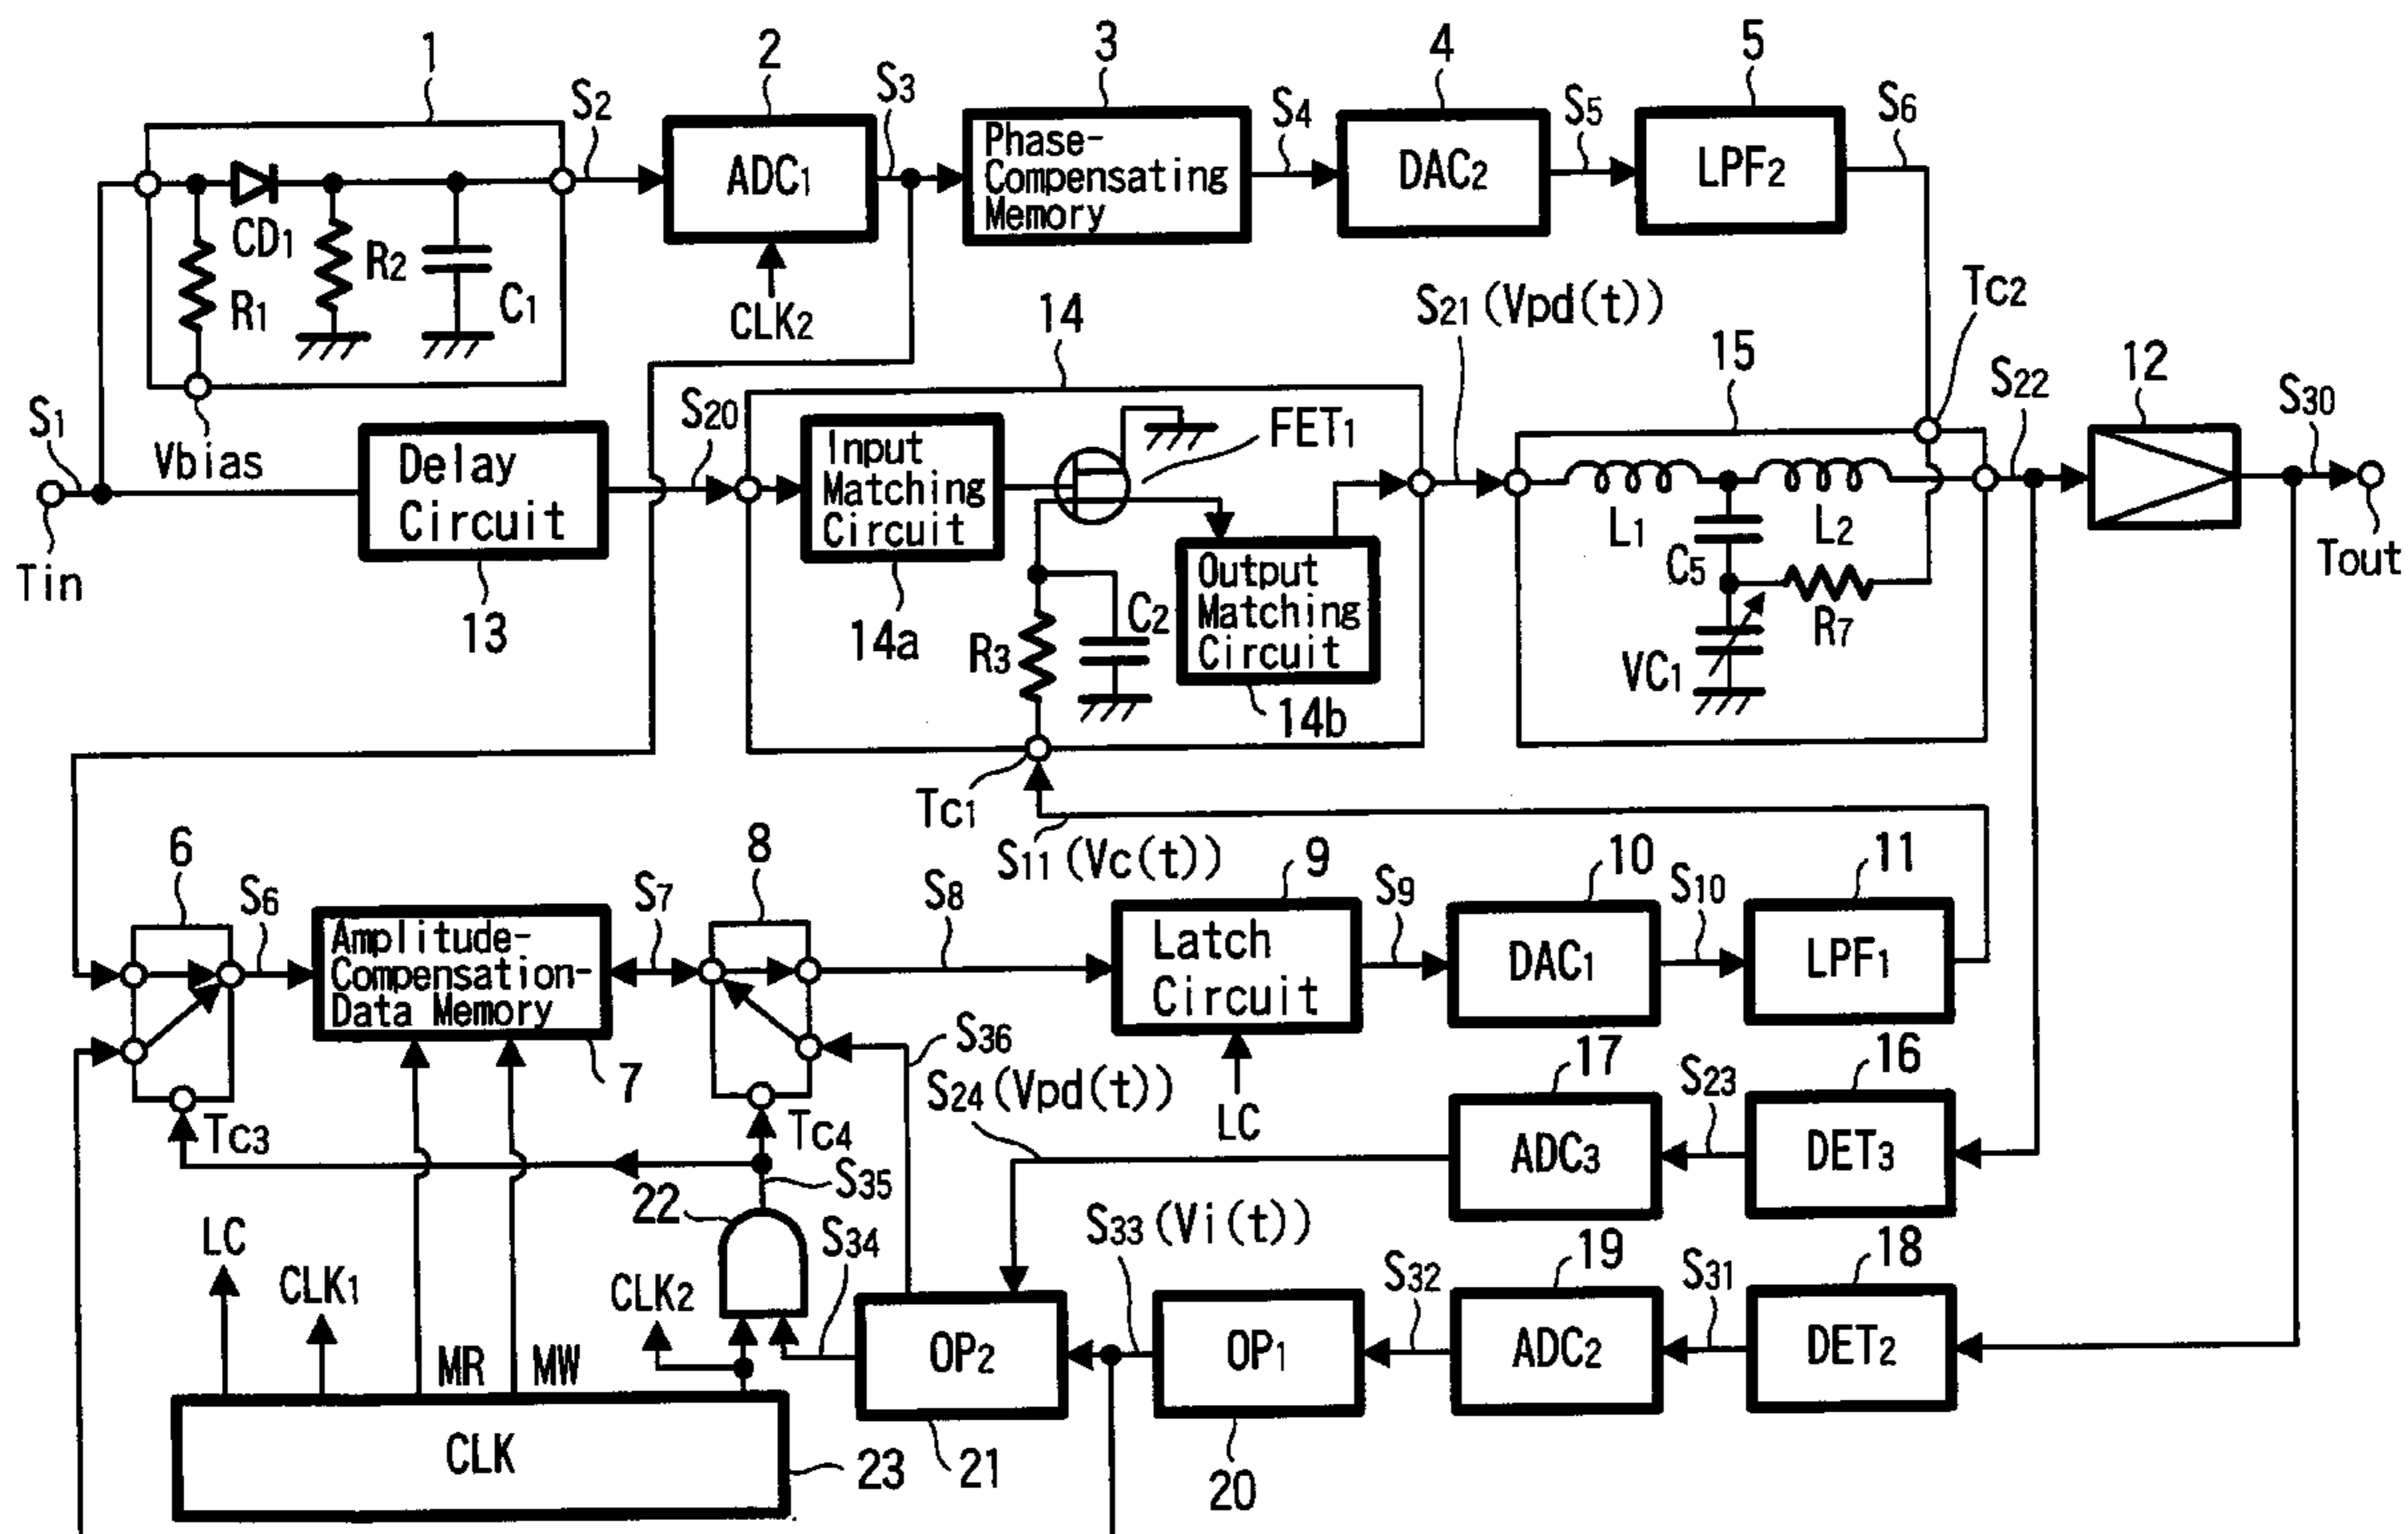 1
2
3
4
5
S2
S3
S4
S5
S6
ADC1
Phase-
Compensating
Memory
DAC2
LPF2
CD1
R1
R2
C1
CLK2
Vbias
14
S21 (Vpd(t))
Tc2
15
S22
12
S30
S1
Tin
Delay
Circuit
13
S20
Input
Matching
Circuit
14a
FET1
R3
C2
Output
Matching
Circuit
14b
L1
L2
C5
R7
VC1
Tout
Tc1
S11 (Vc(t))
6
S6
Amplitude-
Compensation-
Data Memory
7
S7
8
S8
9
Latch
Circuit
LC
S9
10
DAC1
S10
11
LPF1
Tc3
Tc4
S36
S24 (Vpd(t))
17
ADC3
S23
16
DET3
S35
22
S34
S33 (Vi(t))
19
S32
ADC2
S31
18
DET2
LC
CLK1
MR
MW
CLK2
OP2
21
OP1
20
CLK
23